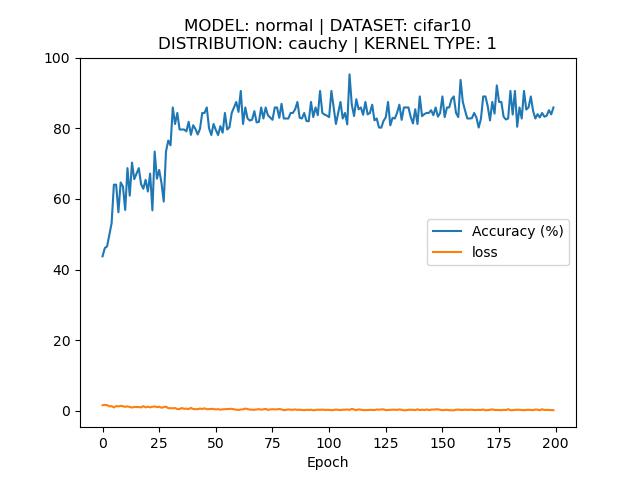 MODEL: normal | DATASET: cifar10
DISTRIBUTION: cauchy | KERNEL TYPE: 1
100
80
60
40
20
0
Accuracy (%)
loss
0 25 50 75 100 125 150 175 200
Epoch